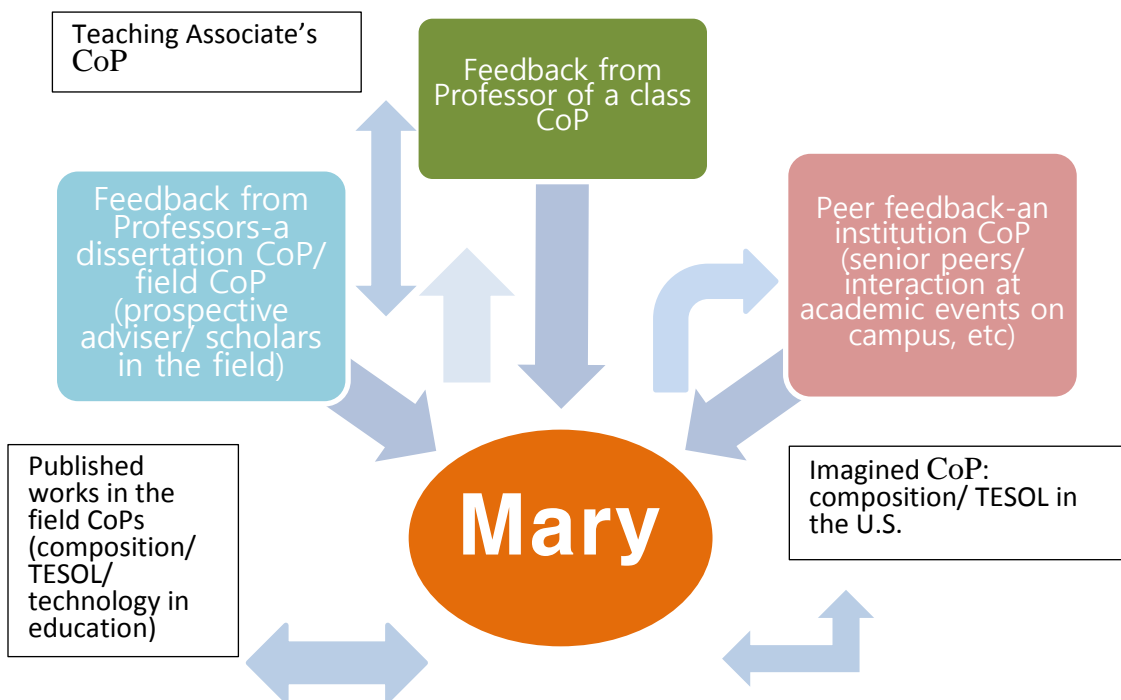 Teaching Associate's
CoP
Feedback from
Professor of a class
CoP
Feedback from
Professors-a
dissertation CoP/
field CoP
(prospective
adviser/ scholars
in the field)
Peer feedback-an
institution CoP
(senior peers/
interaction at
academic events on
campus, etc)
Published
works in the
field CoPs
(composition/
TESOL/
technology in
education)
Mary
Imagined CoP:
composition/ TESOL in
the U.S.